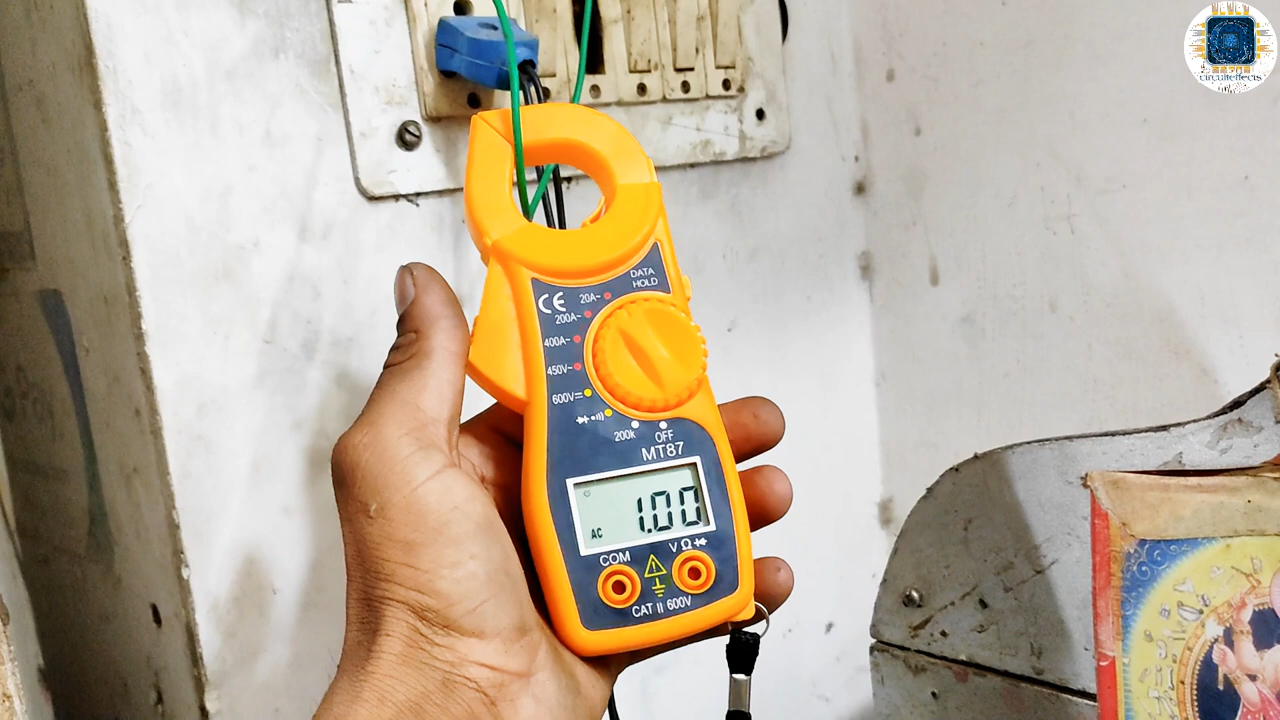 circuiteffects
DATA
HOLD
CE
20A~
200A~
400A~
450V~
600V
200k
OFF
MT87
1.00
AC
COM
VΩ
CAT II 600V